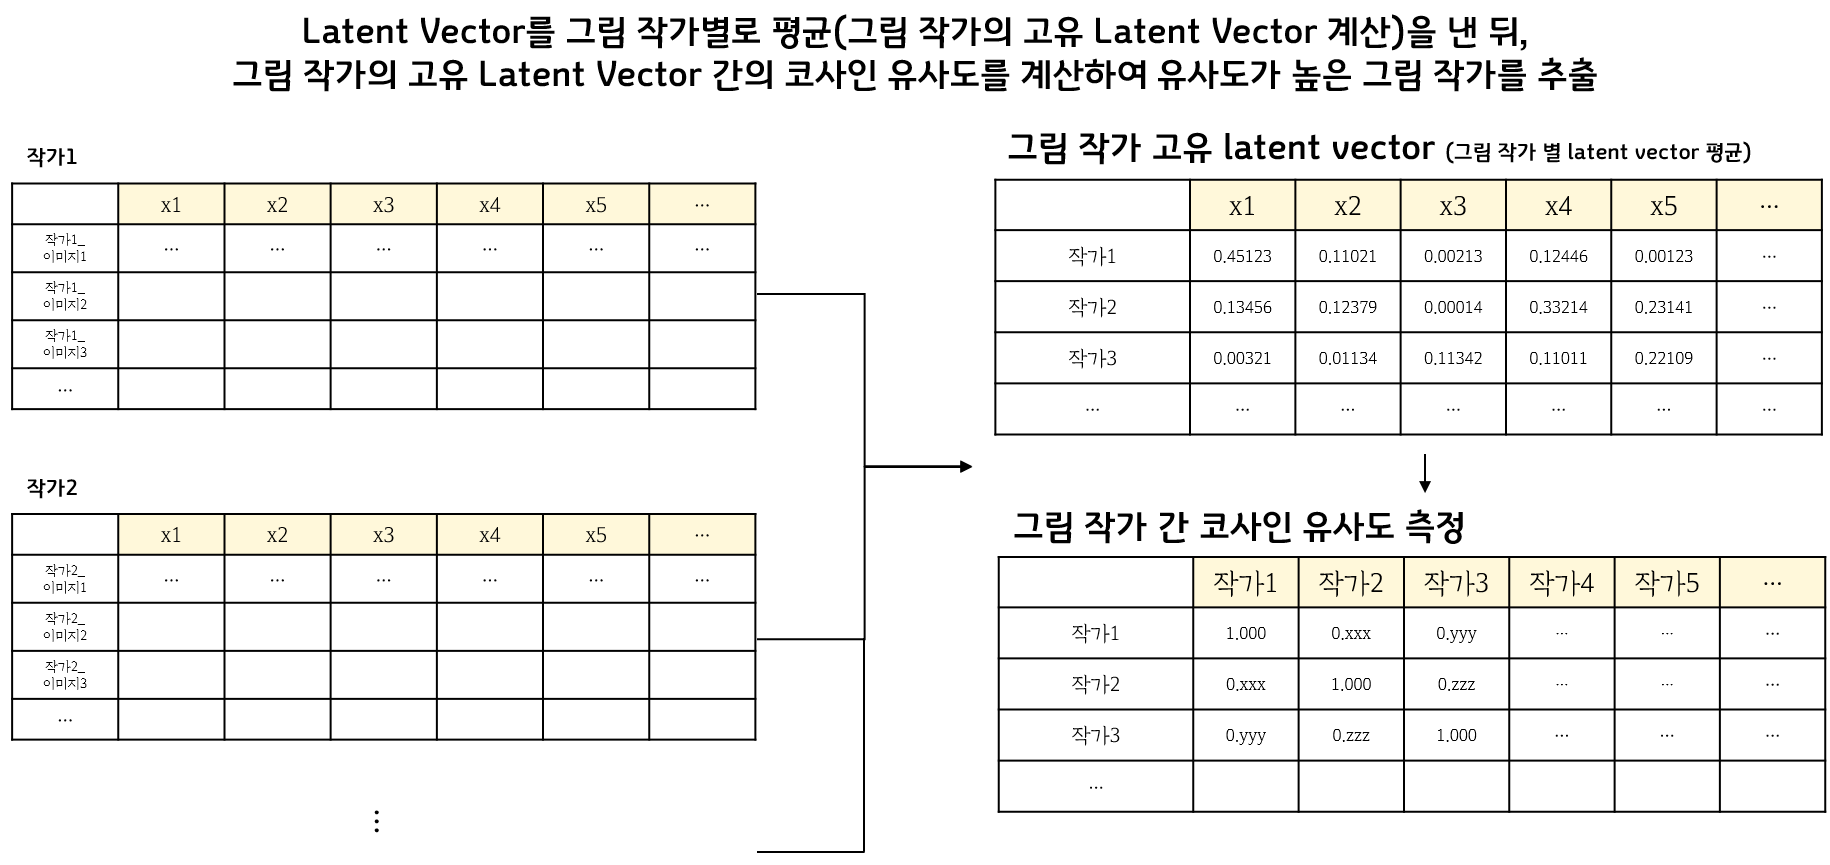 Latent Vector를 그림 작가별로 평균(그림 작가의 고유 Latent Vector 계산)을 낸 뒤,
그림 작가의 고유 Latent Vector 간의 코사인 유사도를 계산하여 유사도가 높은 그림 작가를 추출
작가1
x1 x2 x3 x4 x5 ...
작가1_
이미지1 ... ... ... ... ... ...
작가1_
이미지2
작가1_
이미지3
...
작가2
x1 x2 x3 x4 x5 ...
작가2_
이미지1 ... ... ... ... ... ...
작가2_
이미지2
작가2_
이미지3
...
⋮
그림 작가 고유 latent vector (그림 작가 별 latent vector 평균)
x1 x2 x3 x4 x5 ...
작가1 0.45123 0.11021 0.00213 0.12446 0.00123 ...
작가2 0.13456 0.12379 0.00014 0.33214 0.23141 ...
작가3 0.00321 0.01134 0.11342 0.11011 0.22109 ...
... ... ... ... ... ... ...
그림 작가 간 코사인 유사도 측정
작가1 작가2 작가3 작가4 작가5 ...
작가1 1.000 0.xxx 0.yyy ... ... ...
작가2 0.xxx 1.000 0.zzz ... ... ...
작가3 0.yyy 0.zzz 1.000 ... ... ...
...